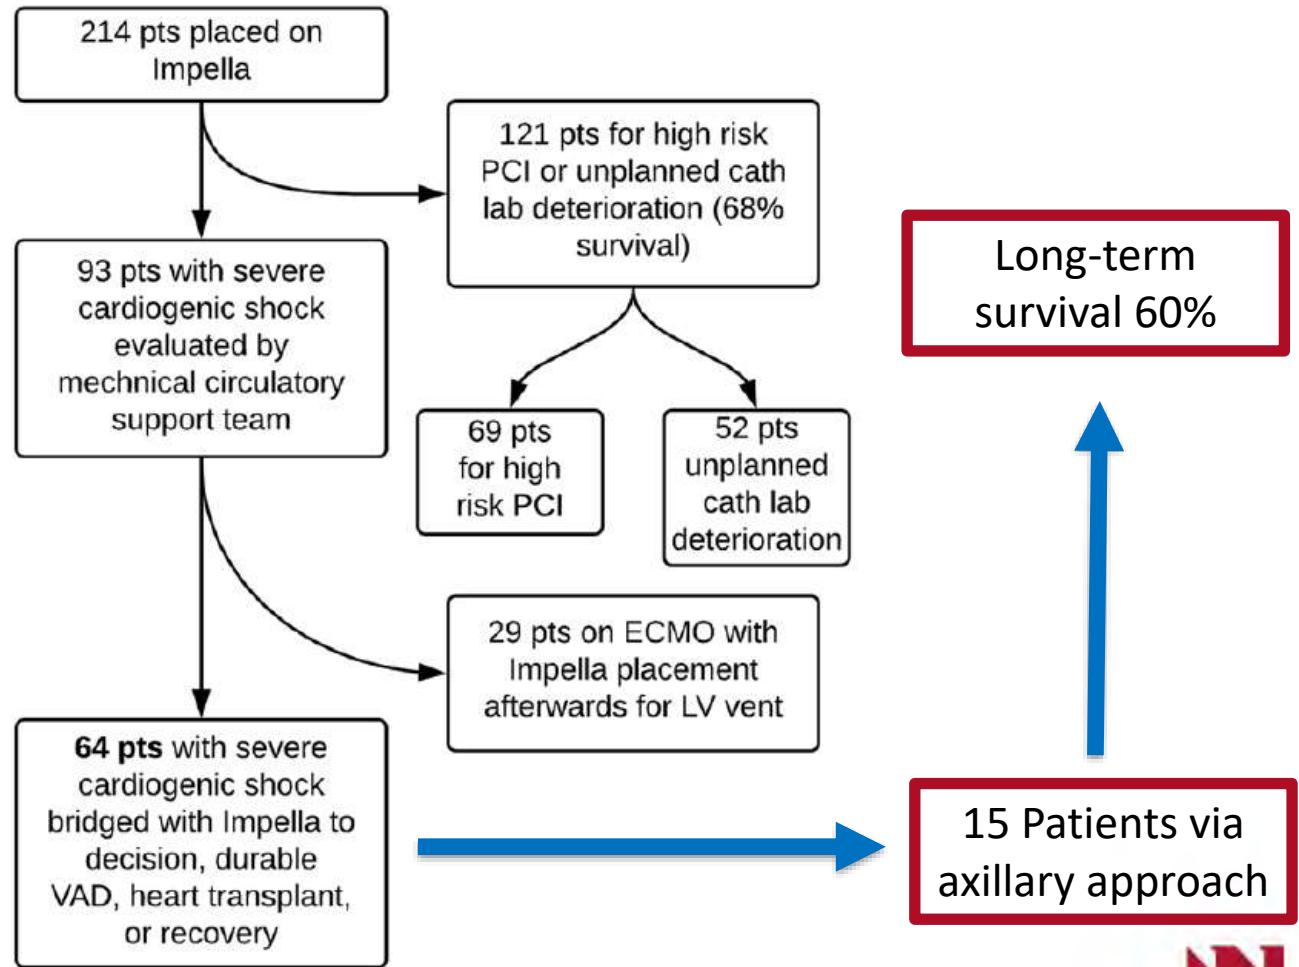 214 pts placed on
Impella
121 pts for high risk
PCI or unplanned cath
lab deterioration (68%
survival)
93 pts with severe
cardiogenic shock
evaluated by
mechnical circulatory
support team
69 pts
for high
risk PCI
52 pts
unplanned
cath lab
deterioration
29 pts on ECMO with
Impella placement
afterwards for LV vent
64 pts with severe
cardiogenic shock
bridged with Impella to
decision, durable
VAD, heart transplant,
or recovery
15 Patients via
axillary approach
Long-term
survival 60%